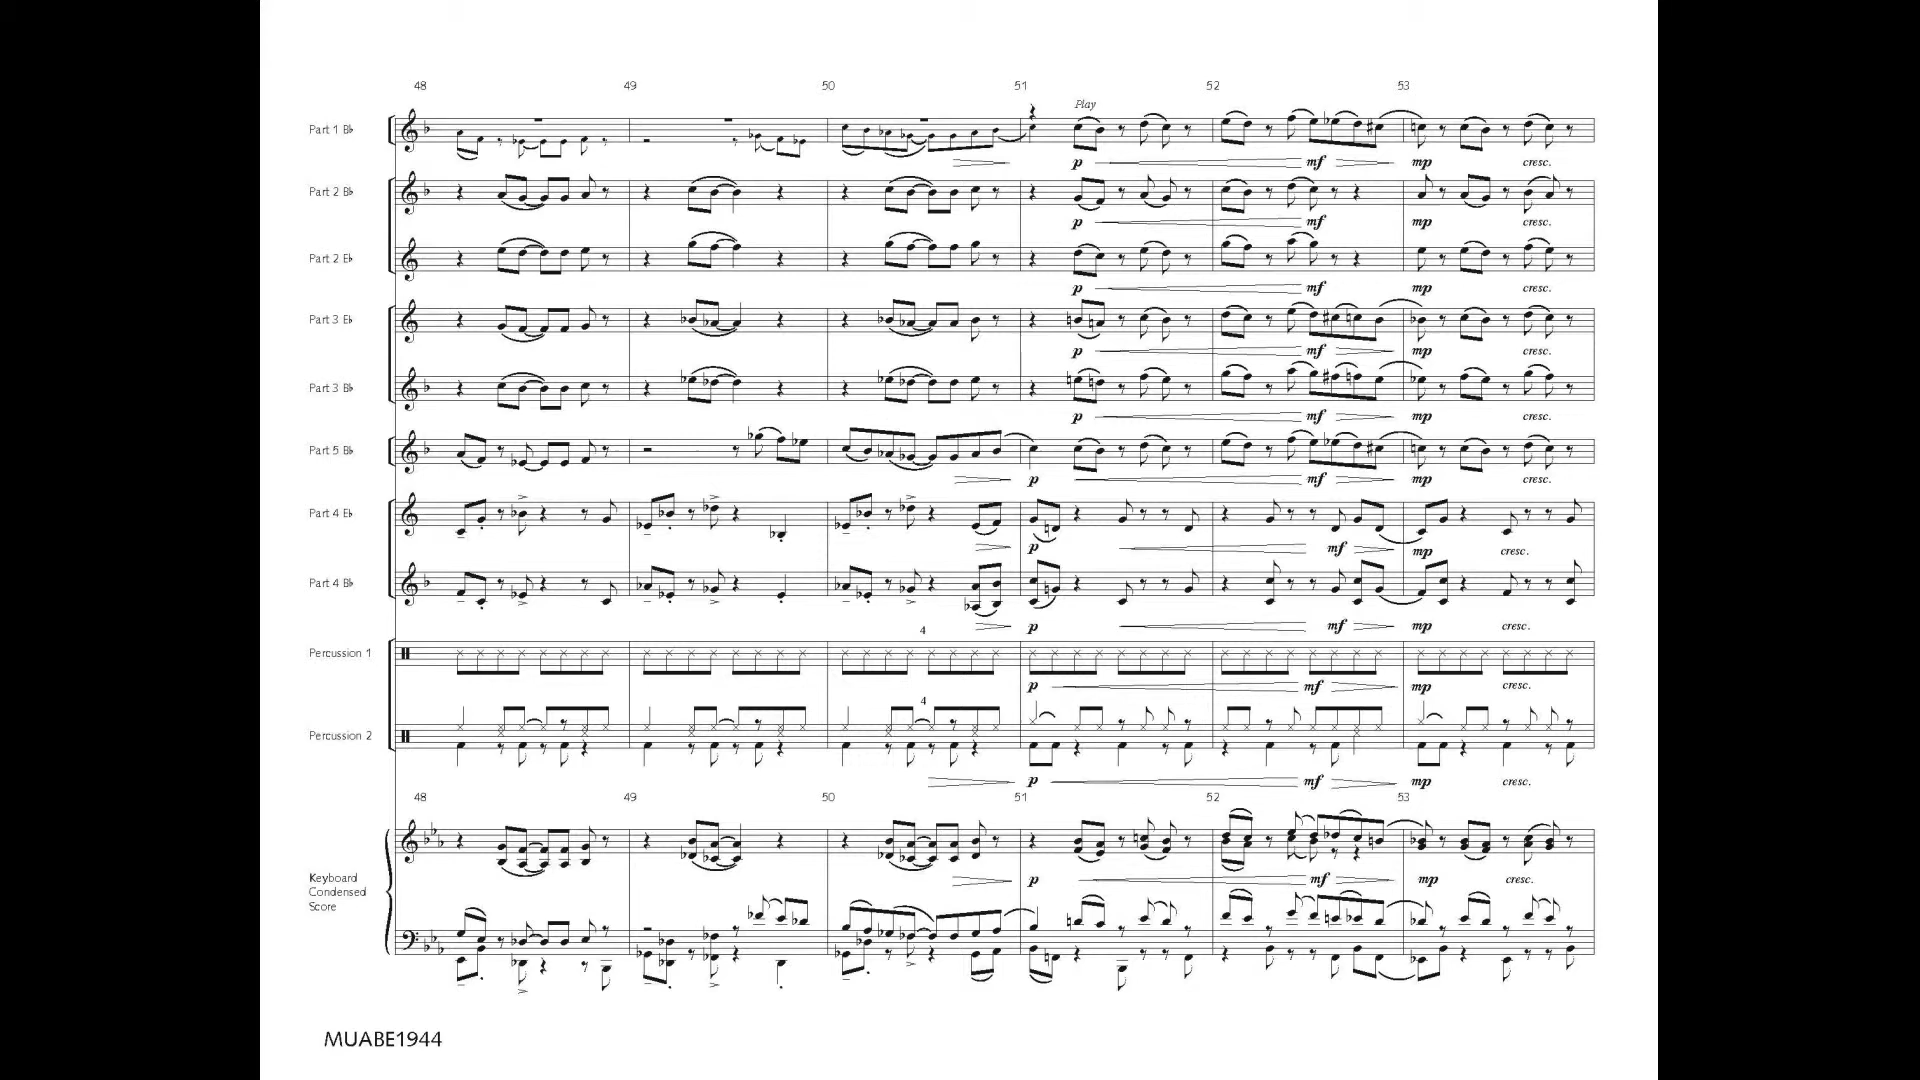 48 49 50 51 52 53
Play
Part 1 B♭
p mf mp cresc.
Part 2 B♭
p mf mp cresc.
Part 2 E♭
p mf mp cresc.
Part 3 E♭
p mf mp cresc.
Part 3 B♭
p mf mp cresc.
Part 5 B♭
p mf mp cresc.
Part 4 E♭
p mf mp cresc.
Part 4 B♭
p mf mp cresc.
4
Percussion 1
p mf mp cresc.
4
Percussion 2
p mf mp cresc.
48 49 50 51 52 53
Keyboard
Condensed
Score
p mf mp cresc.
MUABE1944